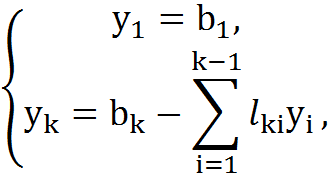 y₁ = b₁,
yₖ = bₖ − ∑ᵢ₌₁ᵏ⁻¹ lₖᵢyᵢ,